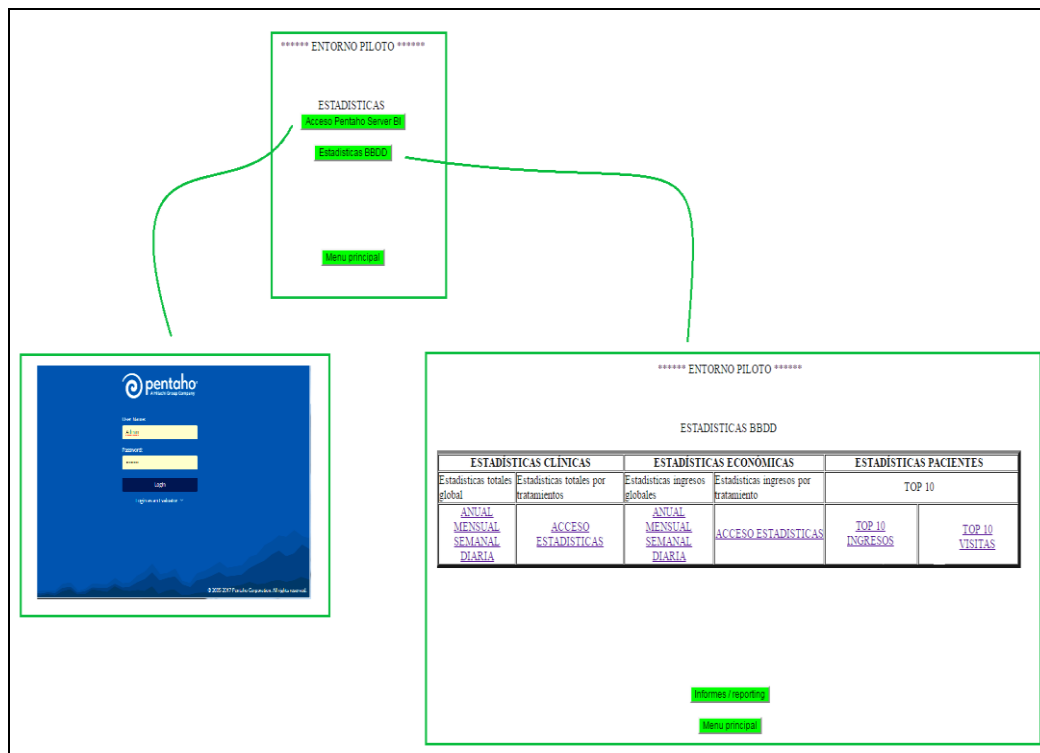 ****** ENTORNO PILOTO ******
ESTADISTICAS
Acceso Pentaho Server BI
Estadisticas BBDD
Menu principal
pentaho
A Hitachi Group Company
User Name:
Password:
Login
****** ENTORNO PILOTO ******
ESTADISTICAS BBDD
ESTADÍSTICAS CLÍNICAS ESTADÍSTICAS ECONÓMICAS ESTADÍSTICAS PACIENTES
Estadisticas totales global
Estadisticas totales por tratamientos
Estadisticas ingresos globales
Estadisticas ingresos por tratamiento
TOP 10
ANUAL
MENSUAL
SEMANAL
DIARIA
ACCESO
ESTADISTICAS
ANUAL
MENSUAL
SEMANAL
DIARIA
ACCESO ESTADISTICAS
TOP 10
INGRESOS
TOP 10
VISITAS
Informes / reporting
Menu principal